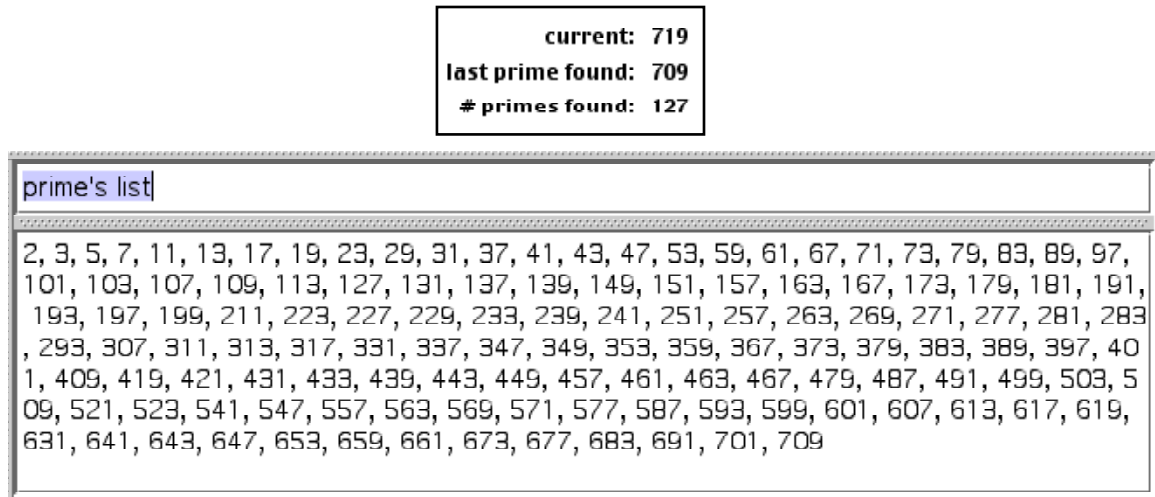 current: 719
last prime found: 709
# primes found: 127
prime's list
2, 3, 5, 7, 11, 13, 17, 19, 23, 29, 31, 37, 41, 43, 47, 53, 59, 61, 67, 71, 73, 79, 83, 89, 97,
101, 103, 107, 109, 113, 127, 131, 137, 139, 149, 151, 157, 163, 167, 173, 179, 181, 191,
193, 197, 199, 211, 223, 227, 229, 233, 239, 241, 251, 257, 263, 269, 271, 277, 281, 283
, 293, 307, 311, 313, 317, 331, 337, 347, 349, 353, 359, 367, 373, 379, 383, 389, 397, 40
1, 409, 419, 421, 431, 433, 439, 443, 449, 457, 461, 463, 467, 479, 487, 491, 499, 503, 5
09, 521, 523, 541, 547, 557, 563, 569, 571, 577, 587, 593, 599, 601, 607, 613, 617, 619,
631, 641, 643, 647, 653, 659, 661, 673, 677, 683, 691, 701, 709